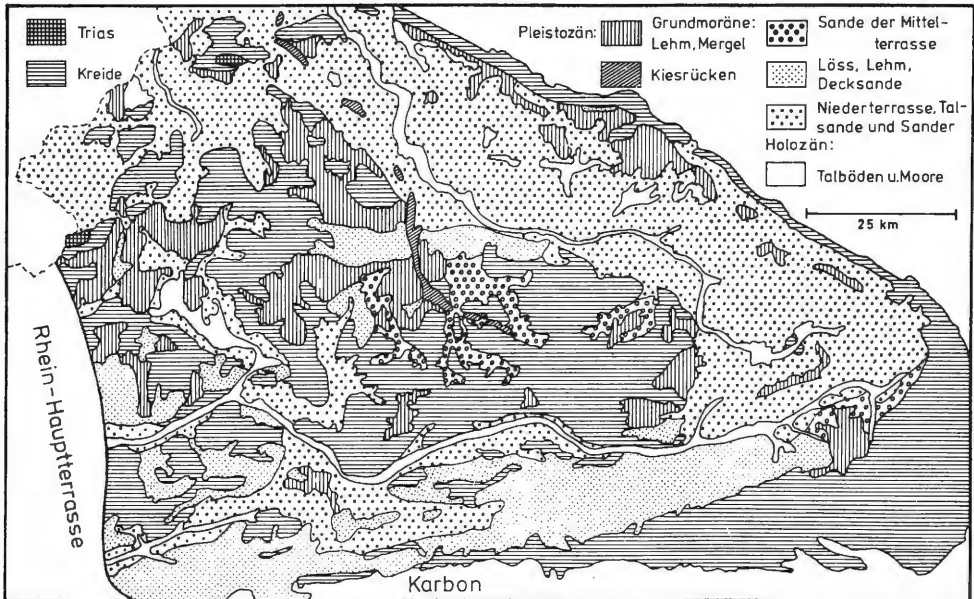 Trias
Kreide
Pleistozän:
Grundmoräne:
Lehm, Mergel
Kiesrücken
Sande der Mittel-
terrasse
Löss, Lehm,
Decksande
Niederterrasse, Tal-
sande und Sander
Holozän:
Talböden u. Moore
25 km
Rhein-Hauptterrasse
Karbon